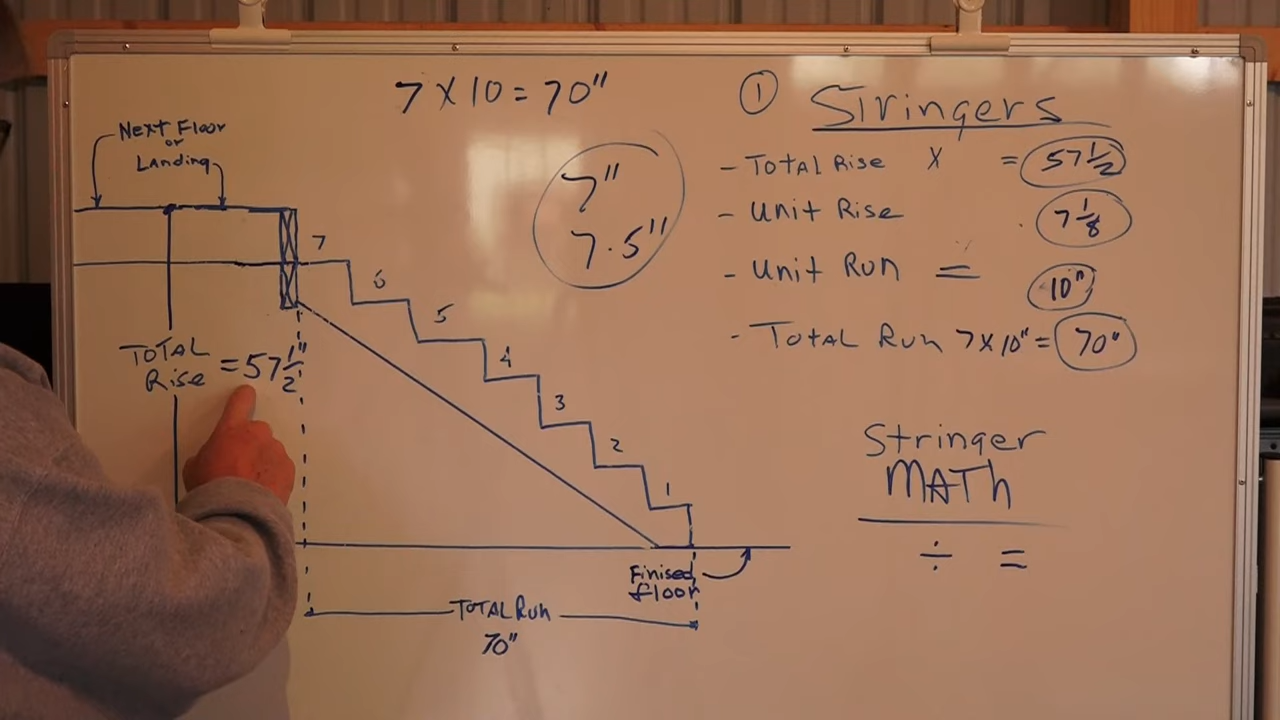 7 X 10 = 70"
Next Floor
or
Landing
7"
7.5"
① Stringers
- Total Rise X = 57 1/2
- Unit Rise 7 1/8
- Unit Run = 10"
- Total Run 7 X 10" = 70"
7
6
5
4
3
2
1
Total
Rise = 57 1/2"
Stringer
MATh
÷ =
Finised
floor
Total Run
70"